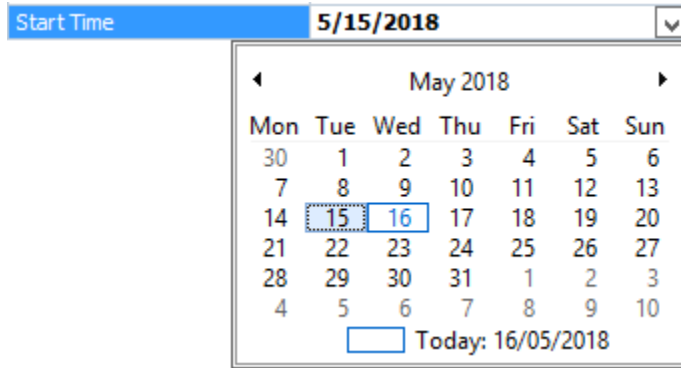 Start Time 5/15/2018
May 2018
Mon Tue Wed Thu Fri Sat Sun
30 1 2 3 4 5 6
7 8 9 10 11 12 13
14 15 16 17 18 19 20
21 22 23 24 25 26 27
28 29 30 31 1 2 3
4 5 6 7 8 9 10
Today: 16/05/2018